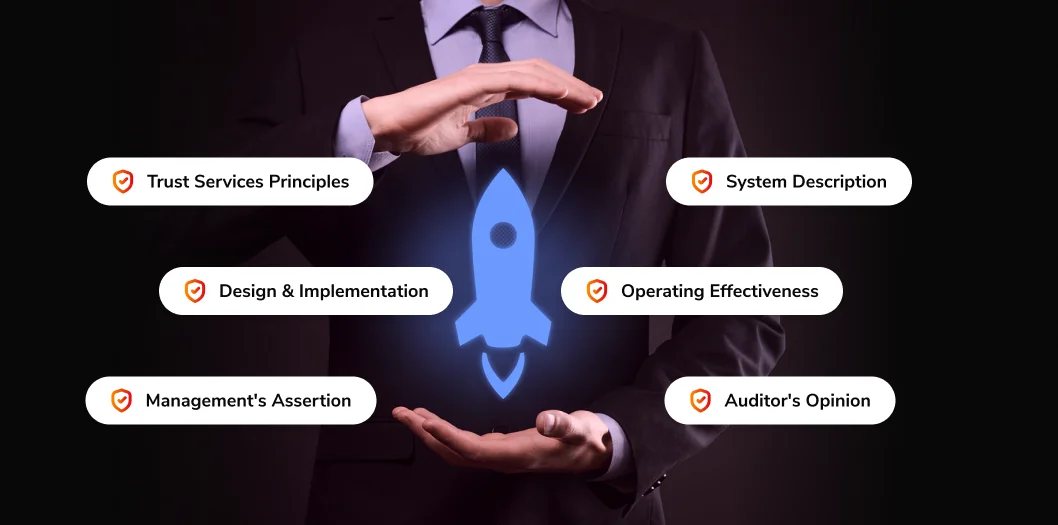 Trust Services Principles
System Description
Design & Implementation
Operating Effectiveness
Management's Assertion
Auditor's Opinion